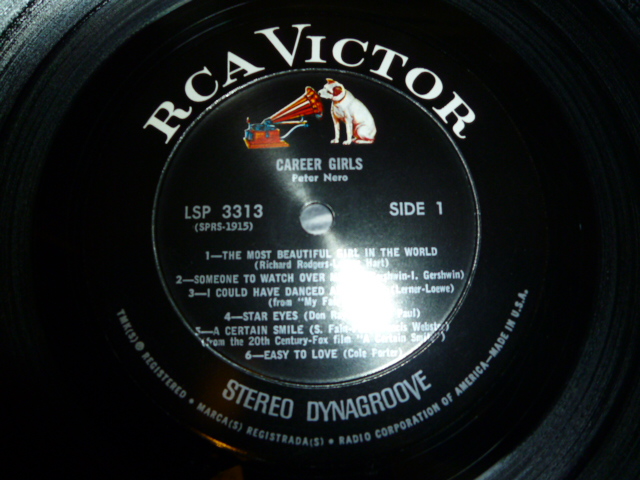 RCA VICTOR
CAREER GIRLS
Peter Nero
LSP 3313
(SPRS-1915)
SIDE 1
1—THE MOST BEAUTIFUL GIRL IN THE WORLD
(Richard Rodgers- Hart)
2—SOMEONE TO WATCH OVER I. Gershwin)
3—I COULD HAVE DANCED (Lerner-Loewe)
(from "My
4—STAR EYES (Don Paul)
5—A CERTAIN SMILE (S. Webster)
(from the 20th Century-Fox film "A Certain
6—EASY TO LOVE (Cole Porter)
STEREO DYNAGROOVE
TMK(S) ® REGISTERED • MARCA(S) REGISTRADA(S) • RADIO CORPORATION OF AMERICA—MADE IN U.S.A.